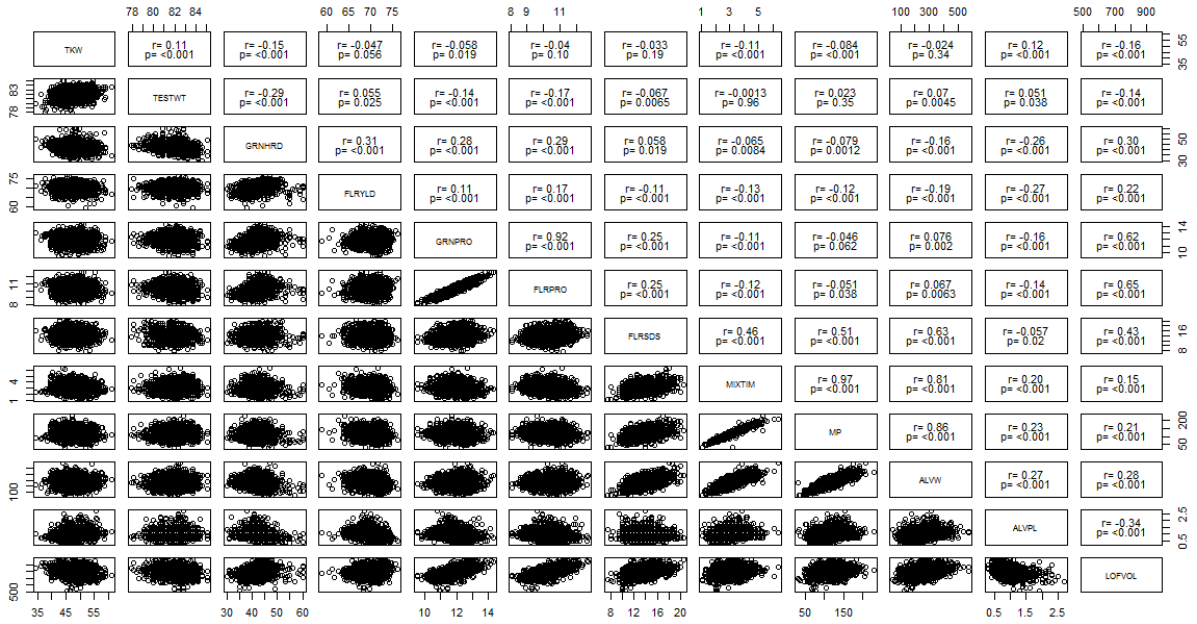 78 80 82 84 60 65 70 75 8 9 11 1 3 5 100 300 500 500 700 900
TKW r= 0.11 r= -0.15 r= -0.047 r= -0.058 r= -0.04 r= -0.033 r= -0.11 r= -0.084 r= -0.024 r= 0.12 r= -0.16 35 55
p= <0.001 p= <0.001 p= 0.056 p= 0.019 p= 0.10 p= 0.19 p= <0.001 p= <0.001 p= 0.34 p= <0.001 p= <0.001
78 83 TESTWT r= -0.29 r= 0.055 r= -0.14 r= -0.17 r= -0.067 r= -0.0013 r= 0.023 r= 0.07 r= 0.051 r= -0.14
p= <0.001 p= 0.025 p= <0.001 p= <0.001 p= 0.0065 p= 0.96 p= 0.35 p= 0.0045 p= 0.038 p= <0.001
GRNHRD r= 0.31 r= 0.28 r= 0.29 r= 0.058 r= -0.065 r= -0.079 r= -0.16 r= -0.26 r= 0.30 30 50
p= <0.001 p= <0.001 p= <0.001 p= 0.019 p= 0.0084 p= 0.0012 p= <0.001 p= <0.001 p= <0.001
60 75 FLRYLD r= 0.11 r= 0.17 r= -0.11 r= -0.13 r= -0.12 r= -0.19 r= -0.27 r= 0.22
p= <0.001 p= <0.001 p= <0.001 p= <0.001 p= <0.001 p= <0.001 p= <0.001 p= <0.001
GRNPRO r= 0.92 r= 0.25 r= -0.11 r= -0.046 r= 0.076 r= -0.16 r= 0.62 10 14
p= <0.001 p= <0.001 p= <0.001 p= 0.062 p= 0.002 p= <0.001 p= <0.001
8 11 FLRPRO r= 0.25 r= -0.12 r= -0.051 r= 0.067 r= -0.14 r= 0.65
p= <0.001 p= <0.001 p= 0.038 p= 0.0063 p= <0.001 p= <0.001
FLRSDS r= 0.46 r= 0.51 r= 0.63 r= -0.057 r= 0.43 8 16
p= <0.001 p= <0.001 p= <0.001 p= 0.02 p= <0.001
1 4 MIXTIM r= 0.97 r= 0.81 r= 0.20 r= 0.15
p= <0.001 p= <0.001 p= <0.001 p= <0.001
MP r= 0.86 r= 0.23 r= 0.21 50 200
p= <0.001 p= <0.001 p= <0.001
100 ALVW r= 0.27 r= 0.28
p= <0.001 p= <0.001
ALVPL r= -0.34 0.5 2.5
p= <0.001
500 LOFVOL
35 45 55 30 40 50 60 10 12 14 8 12 16 20 50 150 0.5 1.5 2.5